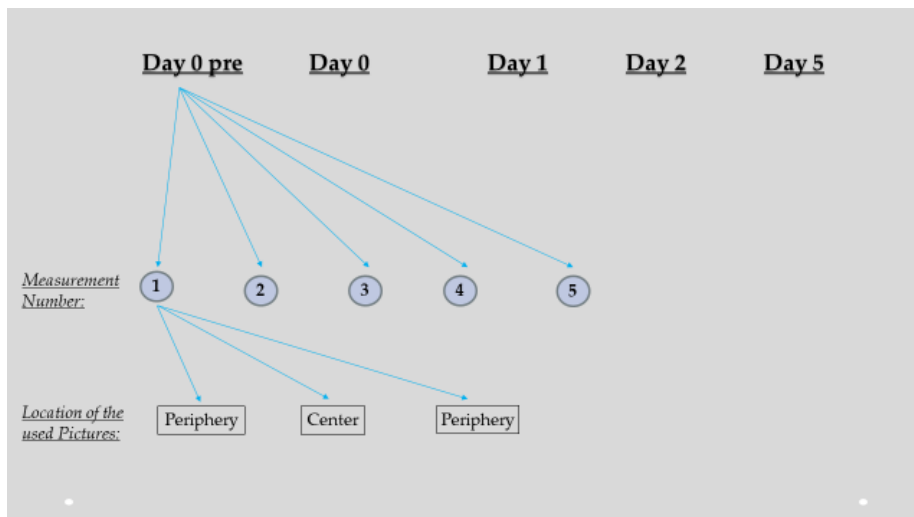 Day 0 pre Day 0 Day 1 Day 2 Day 5
Measurement
Number:
1 2 3 4 5
Location of the
used Pictures:
Periphery Center Periphery